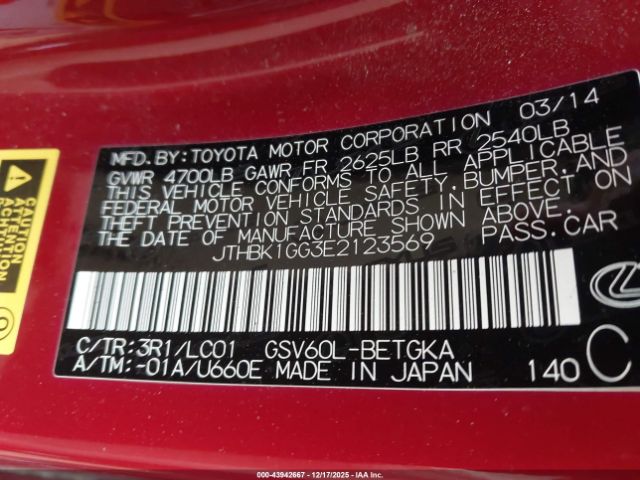 MFD.BY:TOYOTA MOTOR CORPORATION 03/14
GVWR 4700LB GAWR FR 2625LB RR 2540LB
THIS VEHICLE CONFORMS TO ALL APPLICABLE
FEDERAL MOTOR VEHICLE SAFETY,BUMPER,AND
THEFT PREVENTION STANDARDS IN EFFECT ON
THE DATE OF MANUFACTURE SHOWN ABOVE.
JTHBK1GG3E2123569 PASS.CAR
C/TR:3R1/LC01 GSV60L-BETGKA
A/TM:-01A/U660E MADE IN JAPAN 140 C
CAUTION
ACTION
000-43942667 - 12/17/2025 - IAAI.COM